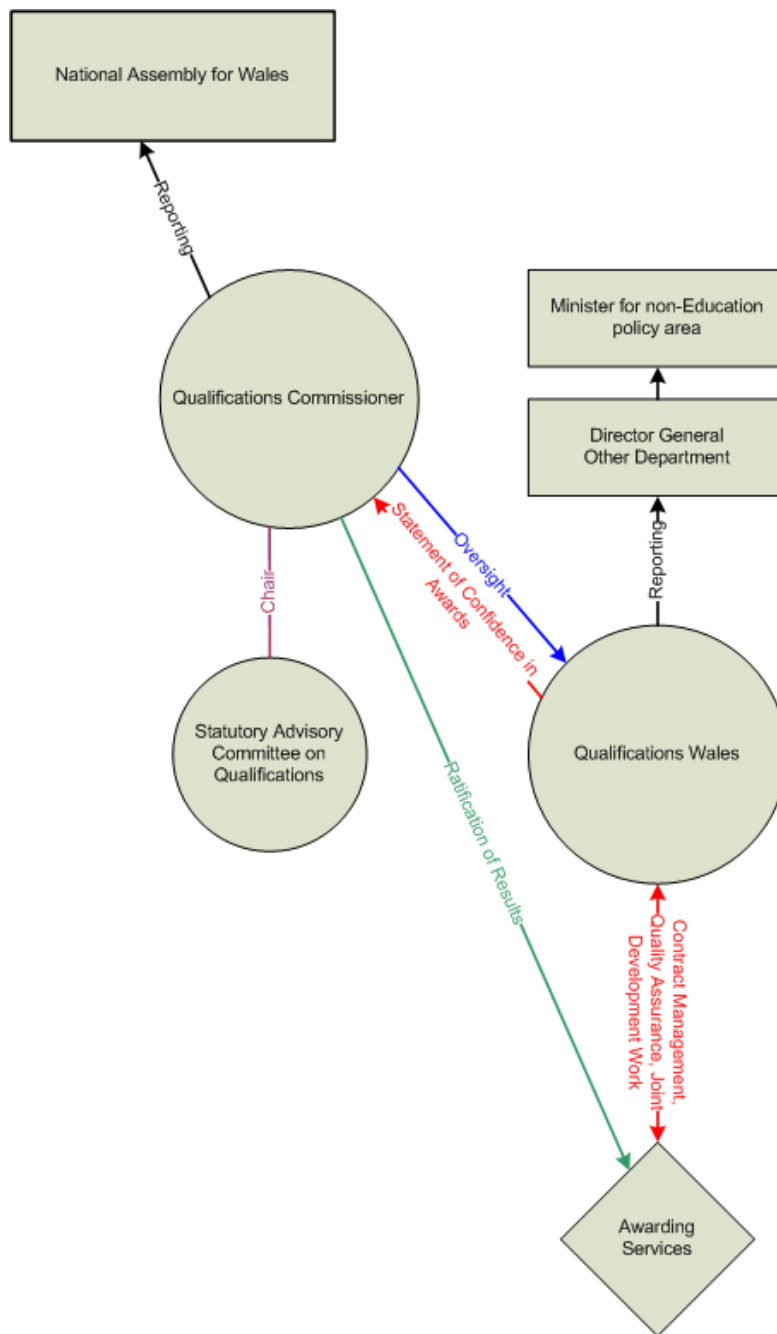 National Assembly for Wales
Reporting
Qualifications Commissioner
Minister for non-Education
policy area
Director General
Other Department
Reporting
Oversight
Statement of Confidence in
Awards
Chair
Statutory Advisory
Committee on
Qualifications
Qualifications Wales
Ratification of Results
Contract Management,
Quality Assurance, Joint
Development Work
Awarding
Services